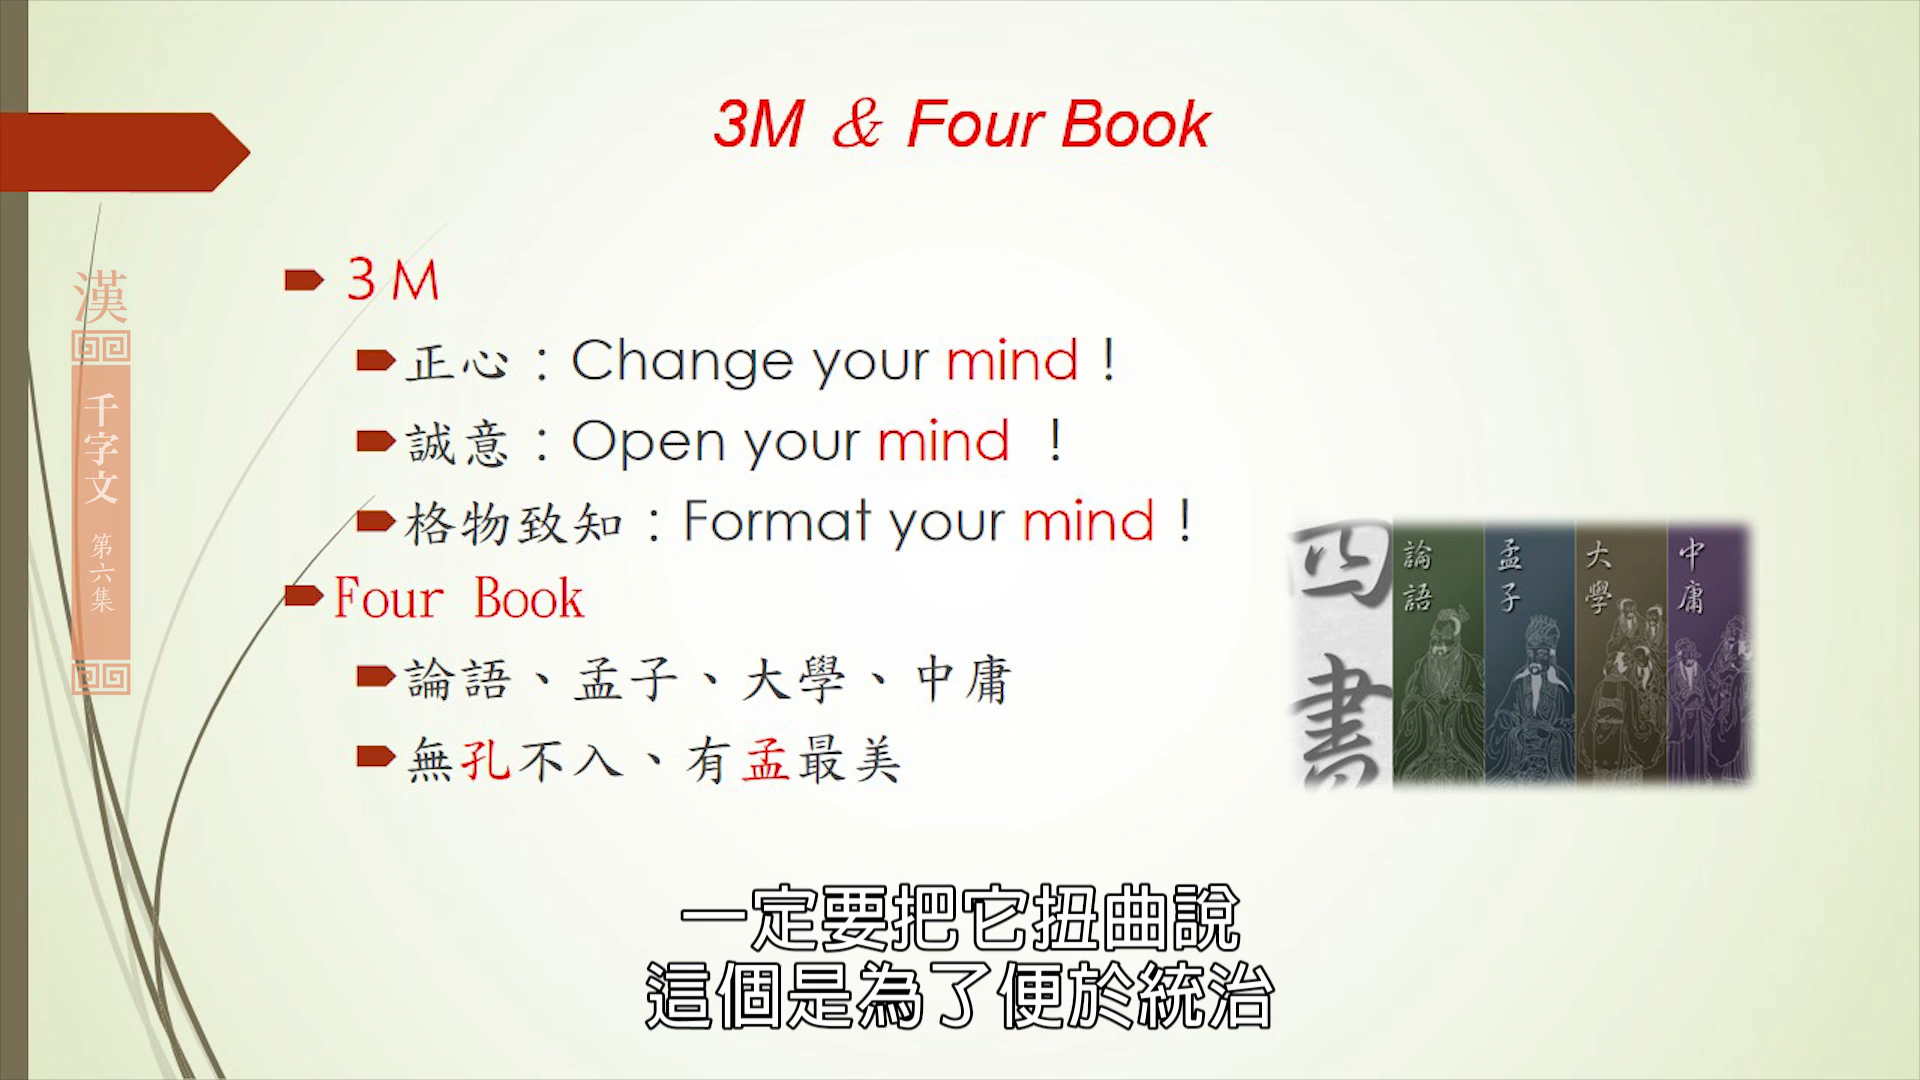 3M & Four Book
漢
千字文
第六集
3M
正心：Change your mind！
誠意：Open your mind ！
格物致知：Format your mind！
Four Book
論語、孟子、大學、中庸
無孔不入、有孟最美
四書
論語
孟子
大學
中庸
一定要把它扭曲說
這個是為了便於統治